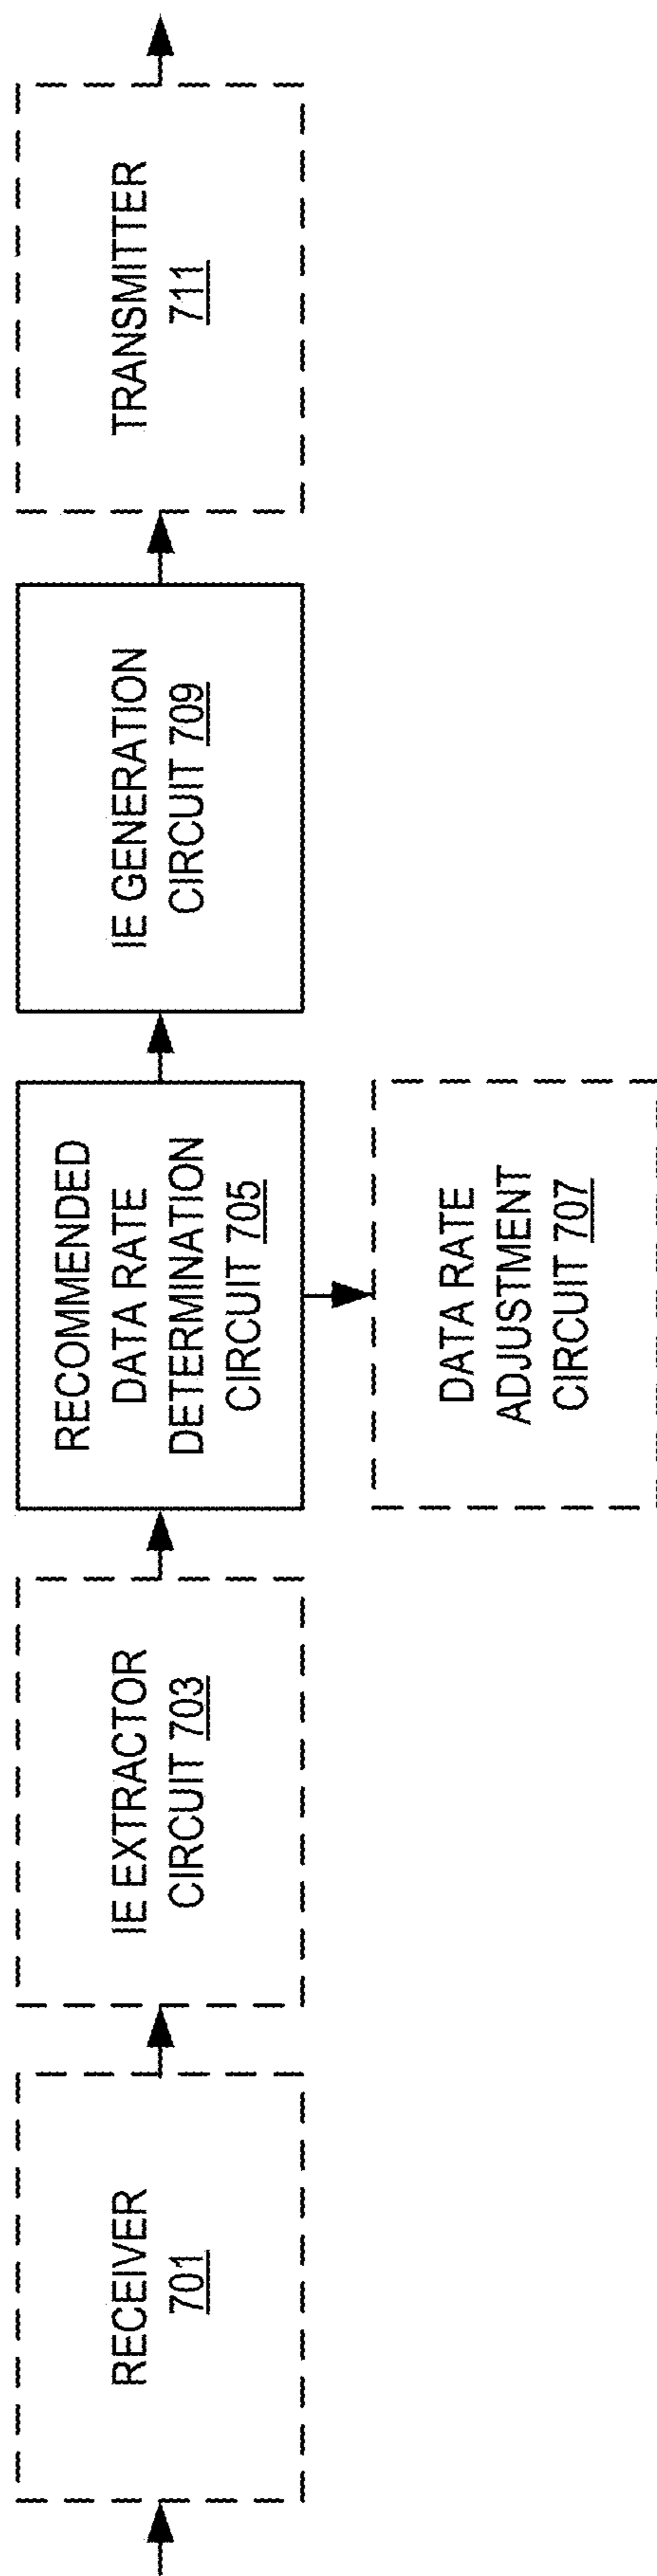 RECEIVER
701
IE EXTRACTOR
CIRCUIT 703
RECOMMENDED
DATA RATE
DETERMINATION
CIRCUIT 705
DATA RATE
ADJUSTMENT
CIRCUIT 707
IE GENERATION
CIRCUIT 709
TRANSMITTER
711